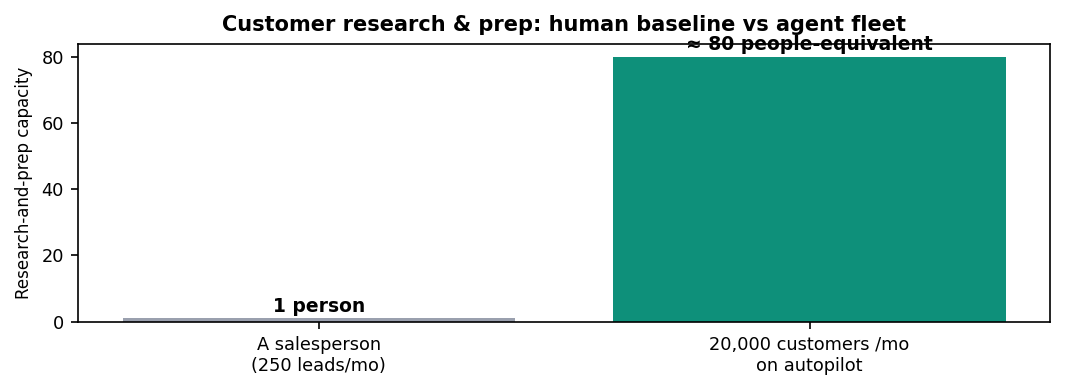 Customer research & prep: human baseline vs agent fleet
≈ 80 people-equivalent
Research-and-prep capacity
80
60
40
20
0
1 person
A salesperson
(250 leads/mo)
20,000 customers /mo
on autopilot